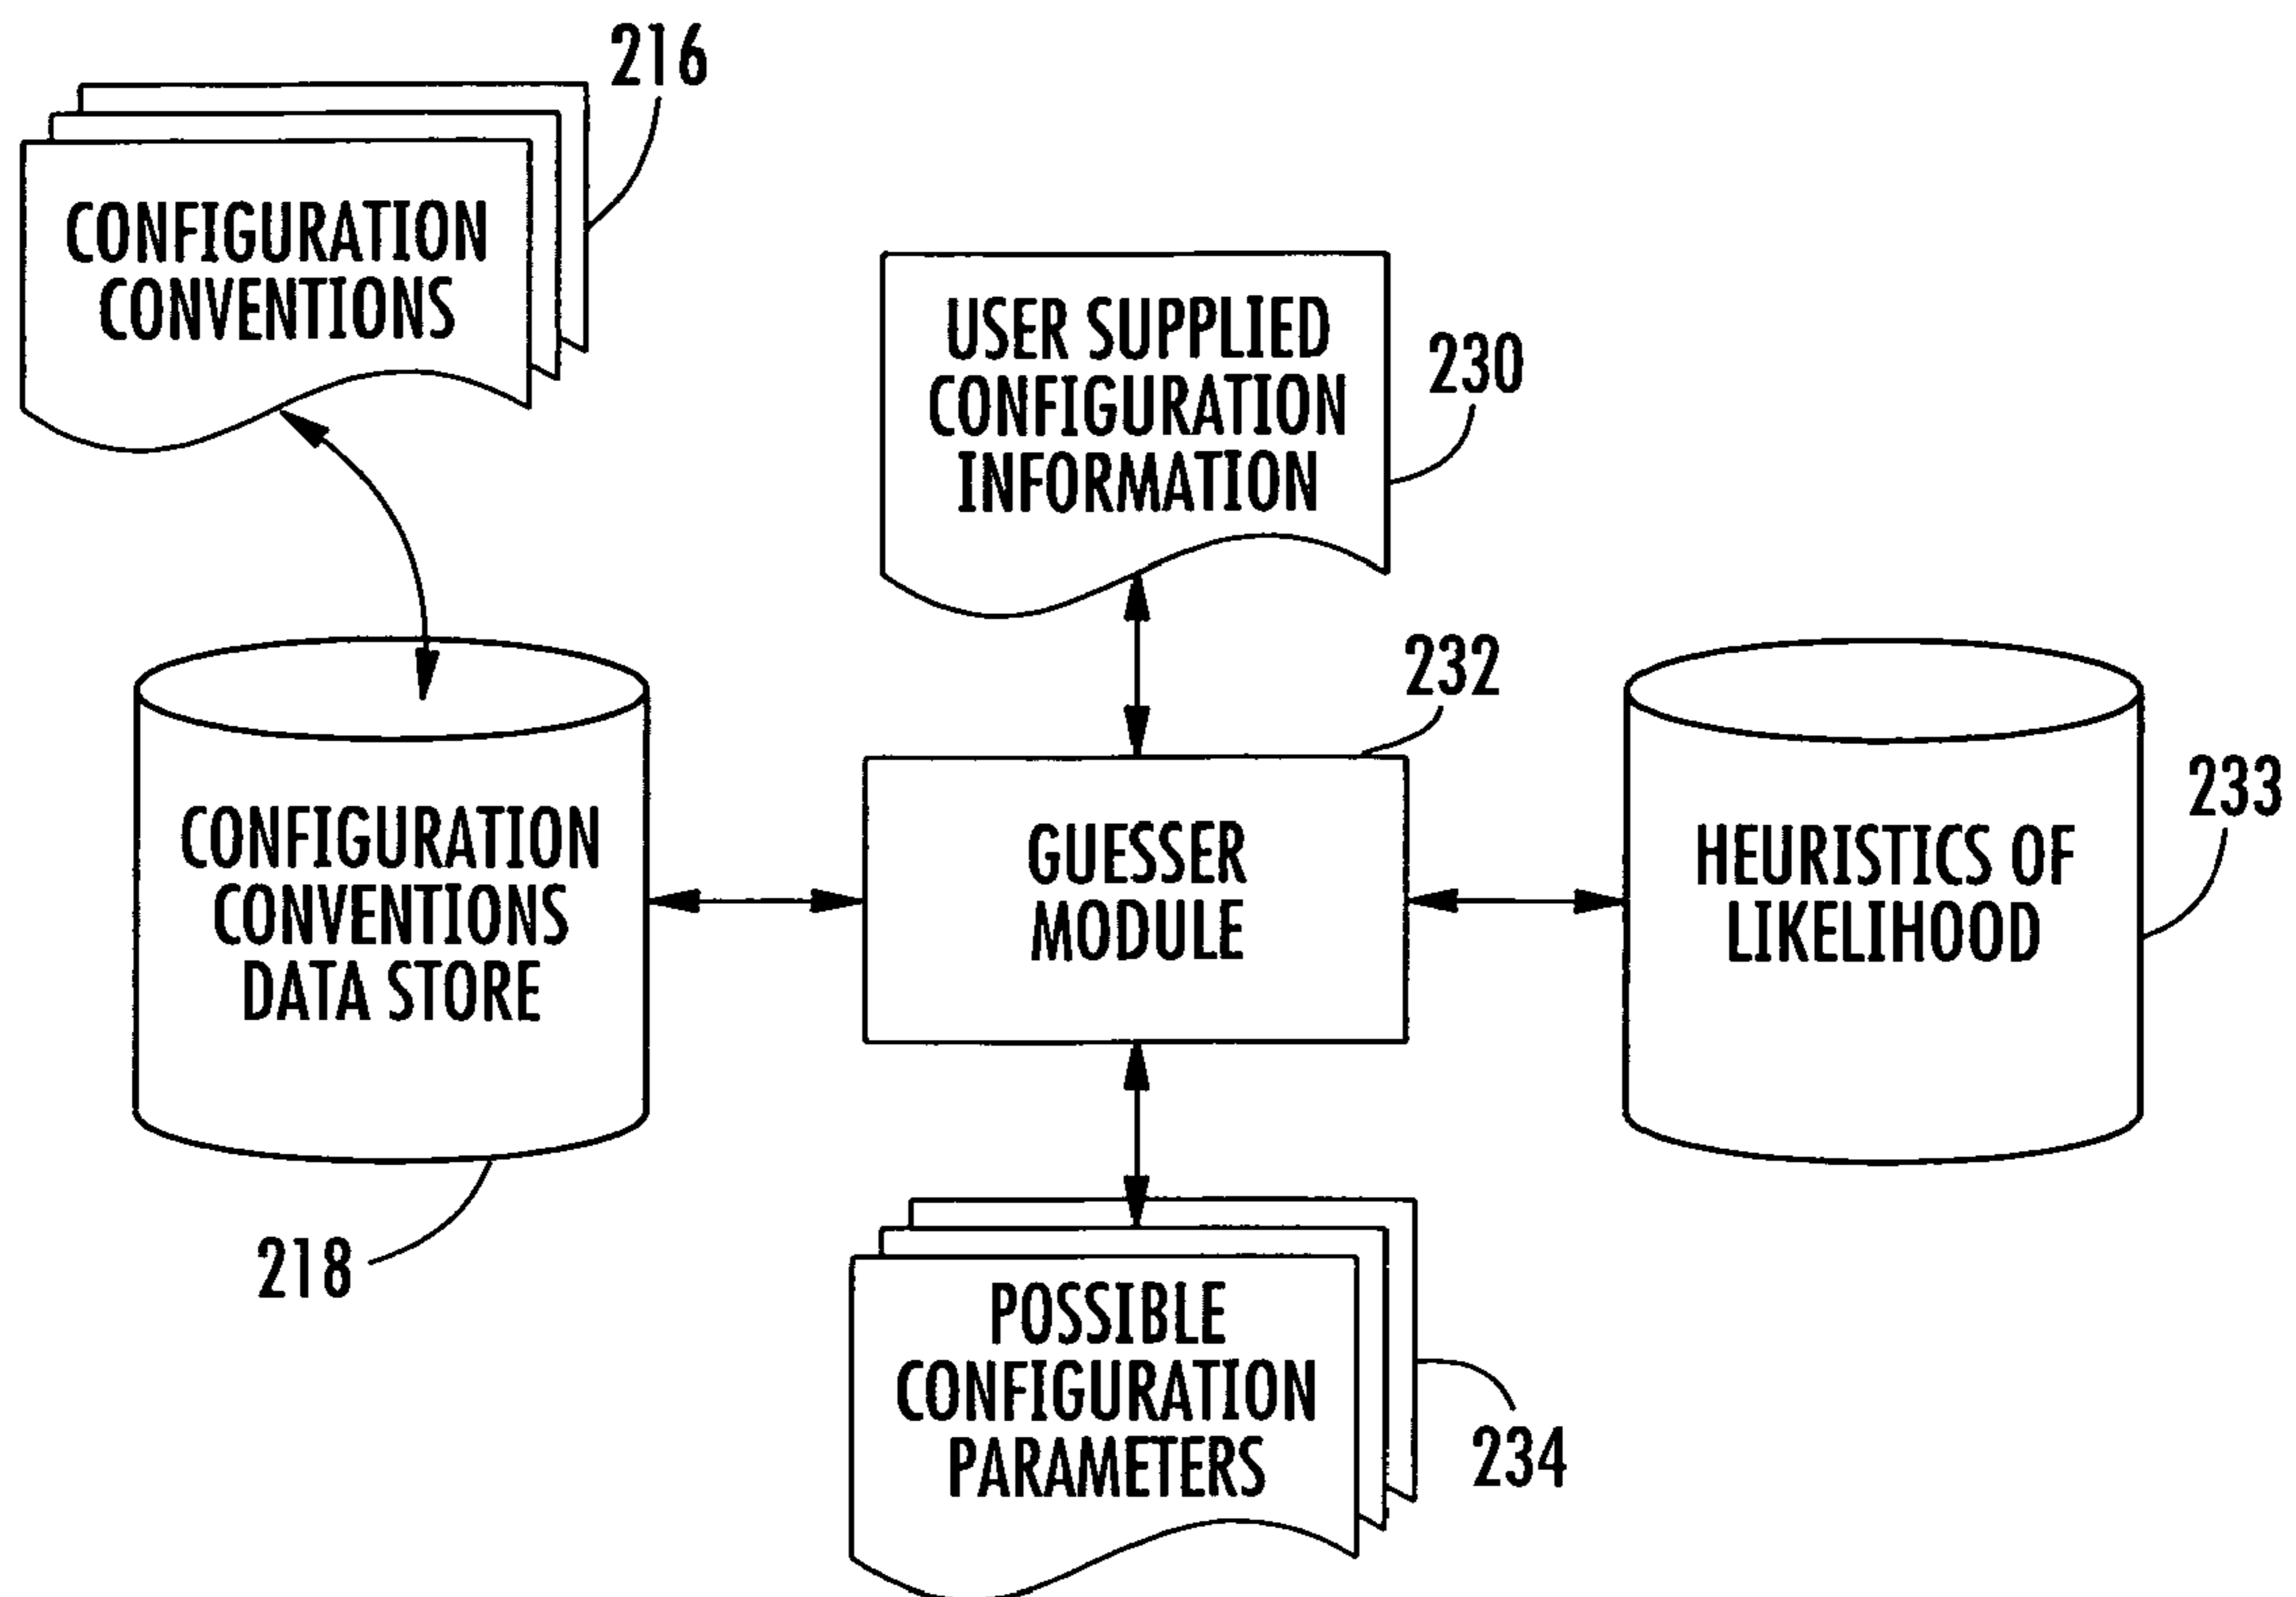 216
CONFIGURATION
CONVENTIONS
USER SUPPLIED
CONFIGURATION
INFORMATION
230
232
CONFIGURATION
CONVENTIONS
DATA STORE
218
GUESSER
MODULE
HEURISTICS OF
LIKELIHOOD
233
POSSIBLE
CONFIGURATION
PARAMETERS
234